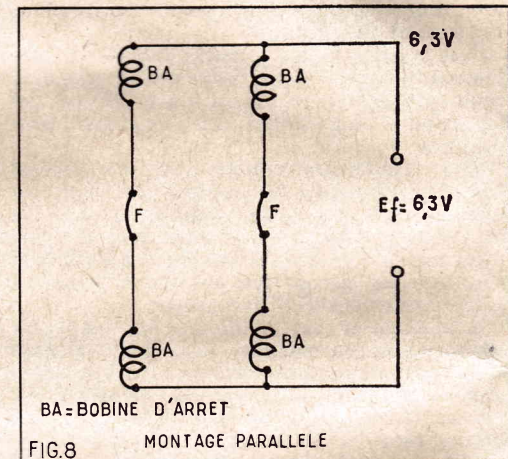 6,3V
BA
BA
F
F
Ef= 6,3V
BA
BA
BA=BOBINE D'ARRET
FIG.8
MONTAGE PARALLELE